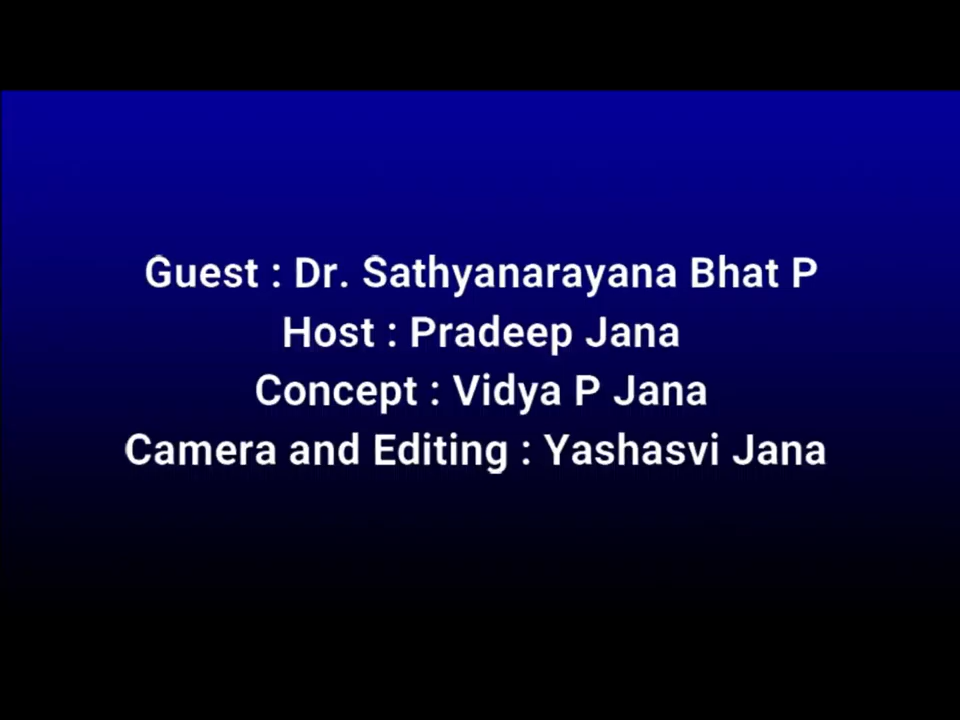 Guest : Dr. Sathyanarayana Bhat P
Host : Pradeep Jana
Concept : Vidya P Jana
Camera and Editing : Yashasvi Jana